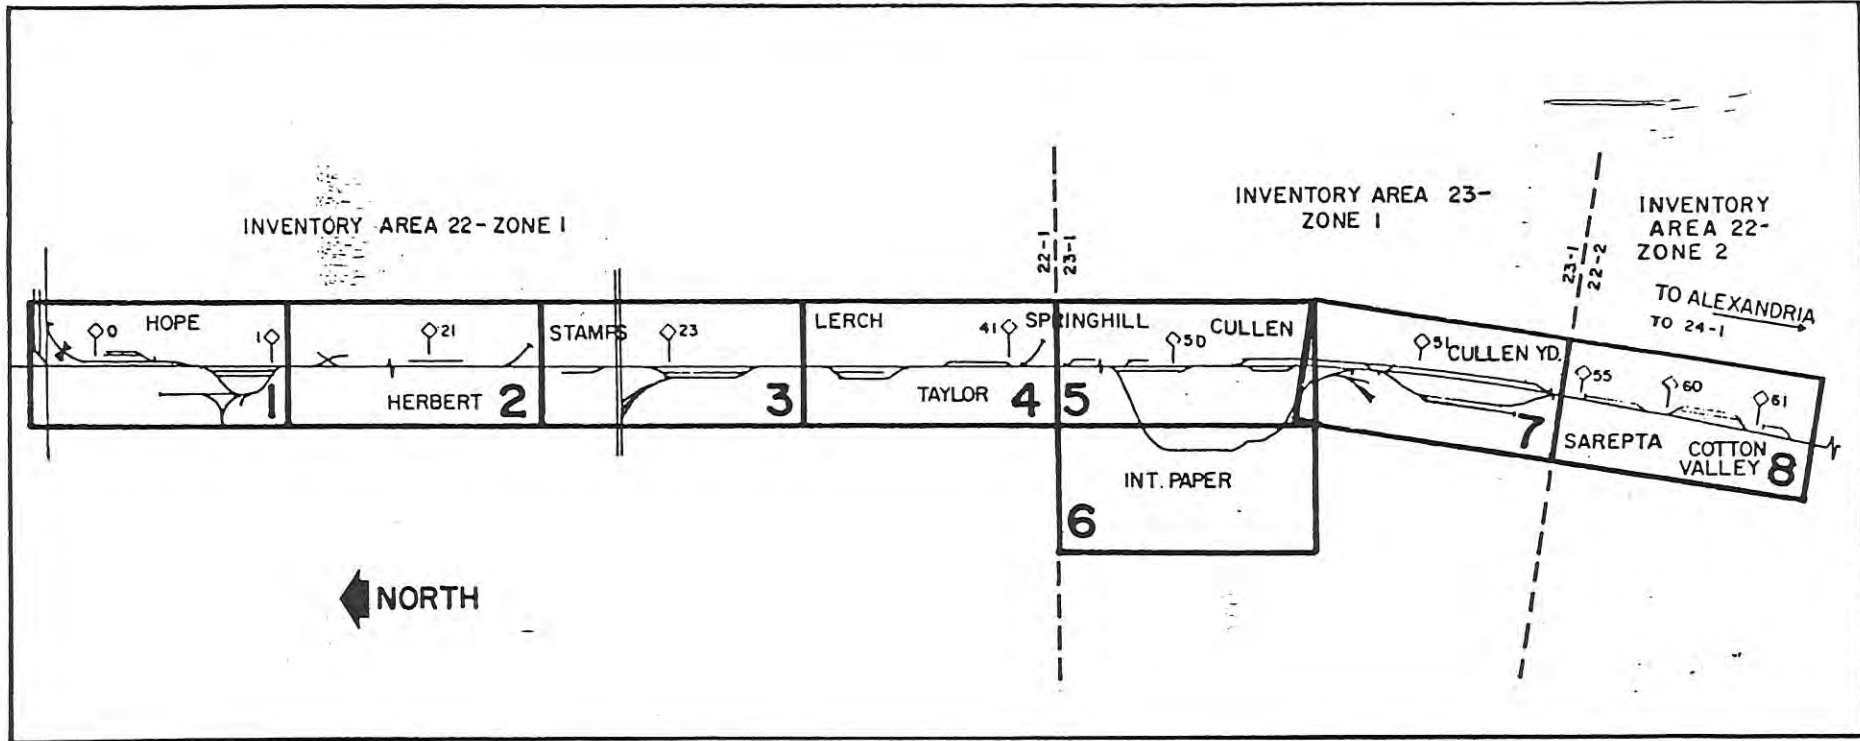 INVENTORY AREA 22-ZONE 1
INVENTORY AREA 23-
ZONE 1
INVENTORY
AREA 22-
ZONE 2
22-1
23-1
23-1
22-2
TO ALEXANDRIA
TO 24-1
0
HOPE
1
1
21
HERBERT
2
STAMPS
23
3
LERCH
41
TAYLOR
4
SPRINGHILL
50
CULLEN
5
INT. PAPER
6
51
CULLEN YD.
7
55
60
61
SAREPTA
COTTON
VALLEY
8
NORTH